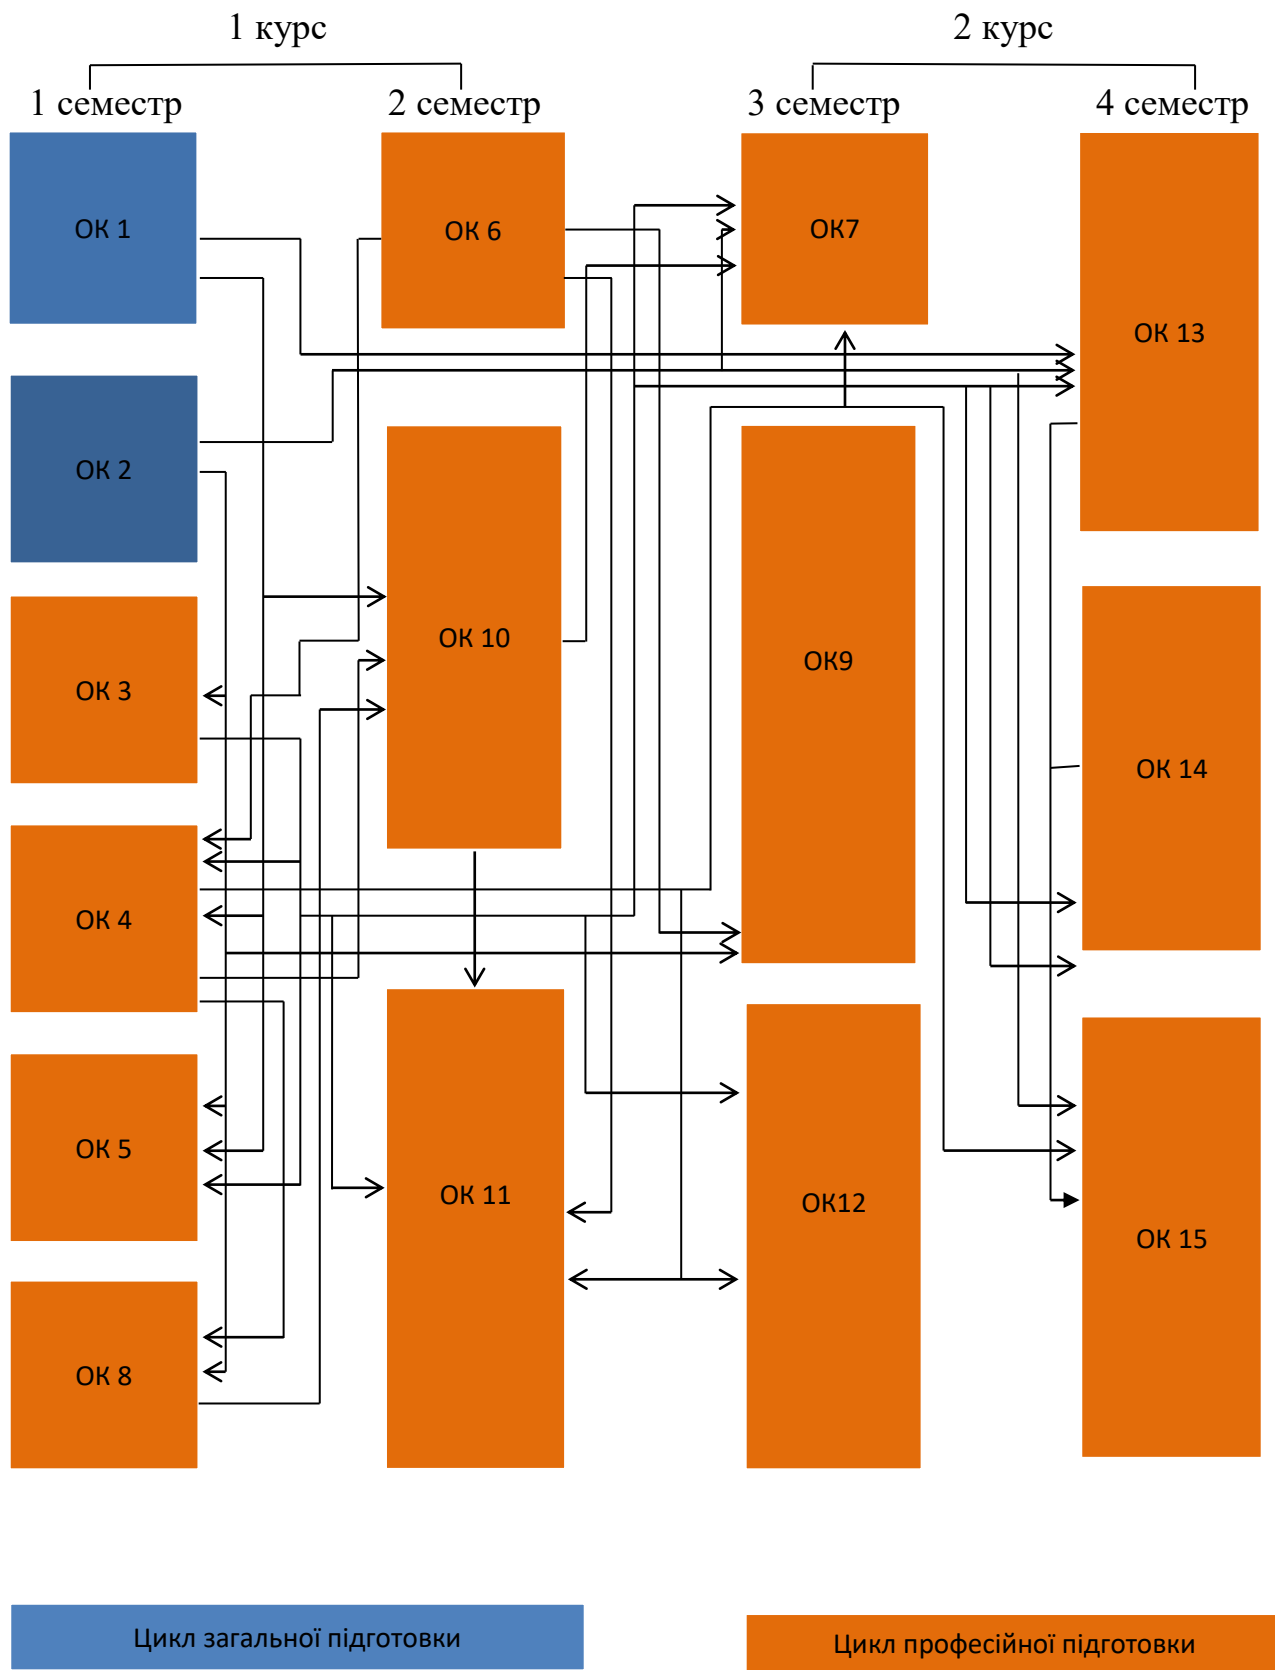 1 курс
2 курс
1 семестр
2 семестр
3 семестр
4 семестр
ОК 1
ОК 6
ОК7
ОК 13
ОК 2
ОК 10
ОК9
ОК 3
ОК 14
ОК 4
ОК 5
ОК 11
ОК12
ОК 15
ОК 8
Цикл загальної підготовки
Цикл професійної підготовки